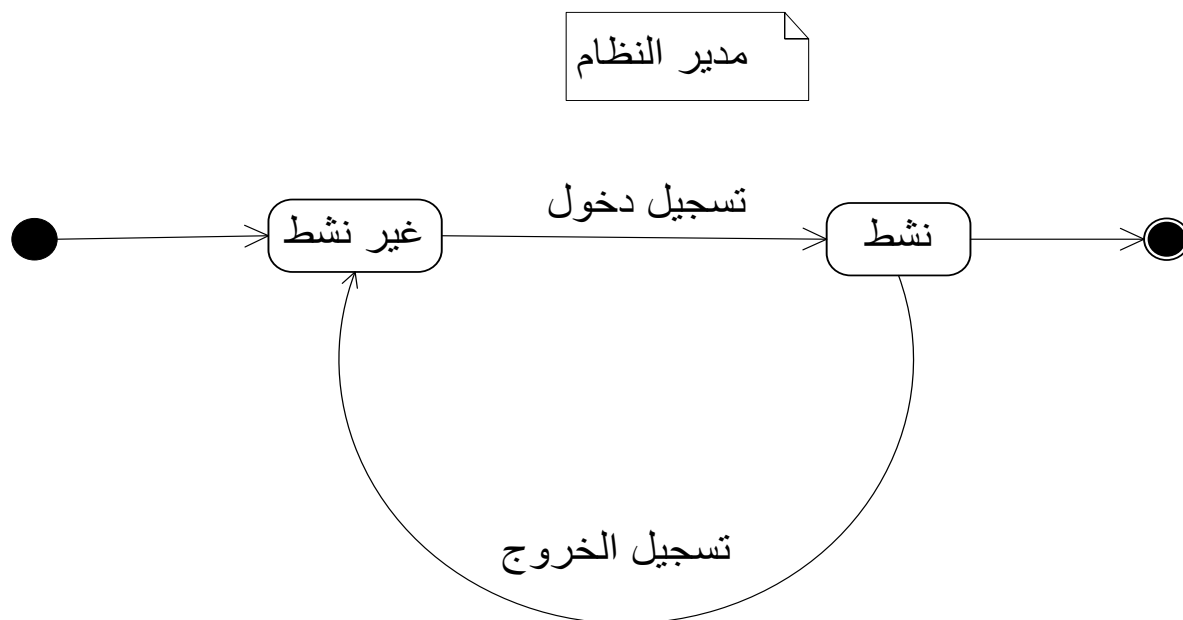 مدير النظام
تسجيل دخول
غير نشط
نشط
تسجيل الخروج